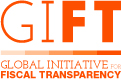 GIFT
GLOBAL INITIATIVE FOR
FISCAL TRANSPARENCY